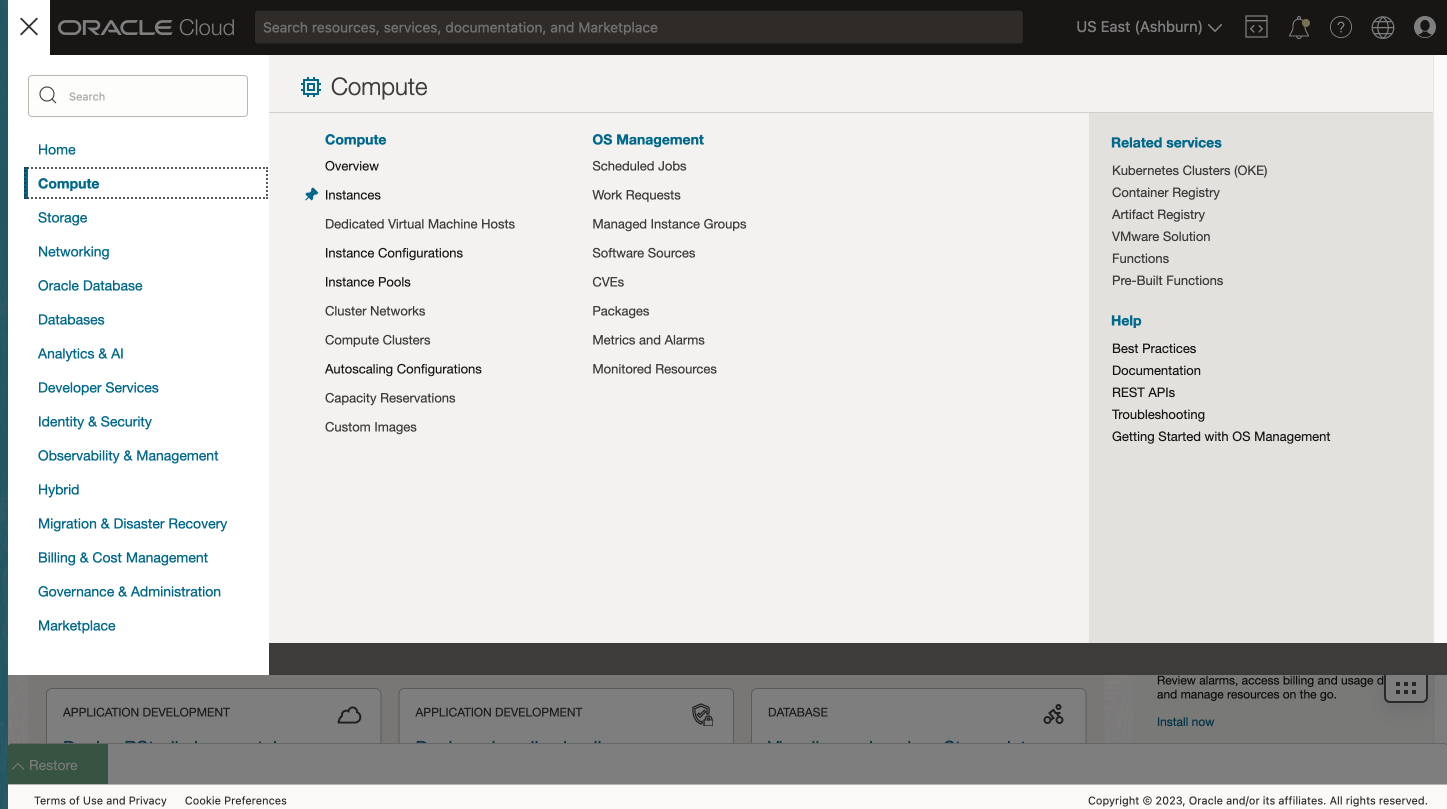 ORACLE Cloud
Search resources, services, documentation, and Marketplace
US East (Ashburn)
Search
Home
Compute
Storage
Networking
Oracle Database
Databases
Analytics & AI
Developer Services
Identity & Security
Observability & Management
Hybrid
Migration & Disaster Recovery
Billing & Cost Management
Governance & Administration
Marketplace
Compute
Compute
Overview
Instances
Dedicated Virtual Machine Hosts
Instance Configurations
Instance Pools
Cluster Networks
Compute Clusters
Autoscaling Configurations
Capacity Reservations
Custom Images
OS Management
Scheduled Jobs
Work Requests
Managed Instance Groups
Software Sources
CVEs
Packages
Metrics and Alarms
Monitored Resources
Related services
Kubernetes Clusters (OKE)
Container Registry
Artifact Registry
VMware Solution
Functions
Pre-Built Functions
Help
Best Practices
Documentation
REST APIs
Troubleshooting
Getting Started with OS Management
APPLICATION DEVELOPMENT
APPLICATION DEVELOPMENT
DATABASE
Review alarms, access billing and usage d
and manage resources on the go.
Install now
Restore
Terms of Use and Privacy
Cookie Preferences
Copyright © 2023, Oracle and/or its affiliates. All rights reserved.